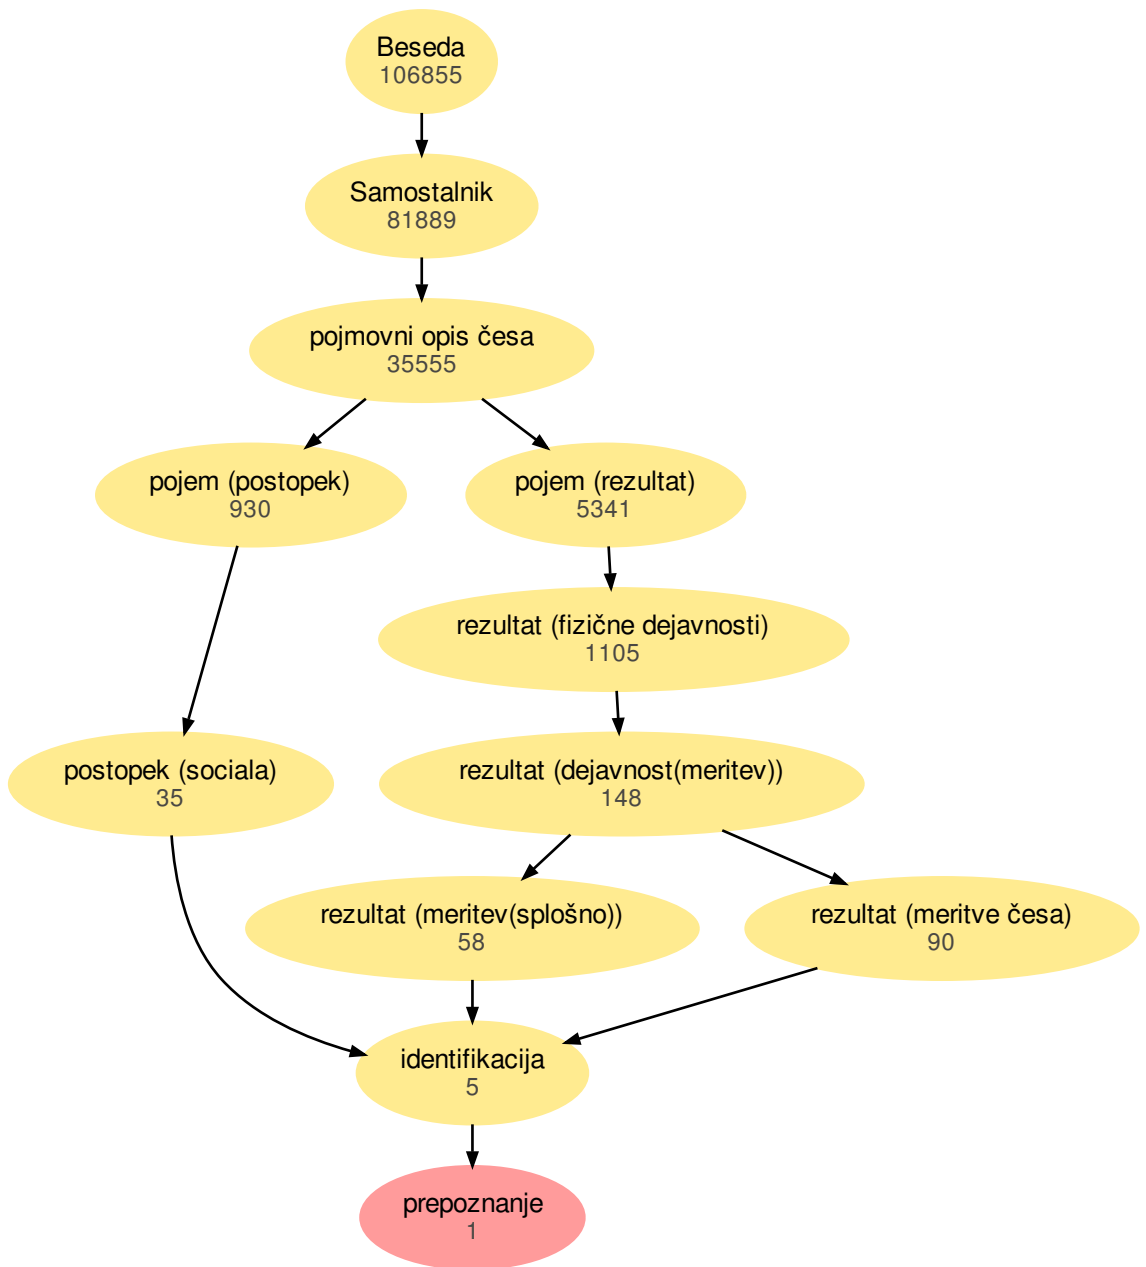 Beseda
106855
Samostalnik
81889
pojmovni opis česa
35555
pojem (postopek)
930
pojem (rezultat)
5341
rezultat (fizične dejavnosti)
1105
postopek (sociala)
35
rezultat (dejavnost(meritev))
148
rezultat (meritev(splošno))
58
rezultat (meritve česa)
90
identifikacija
5
prepoznanje
1